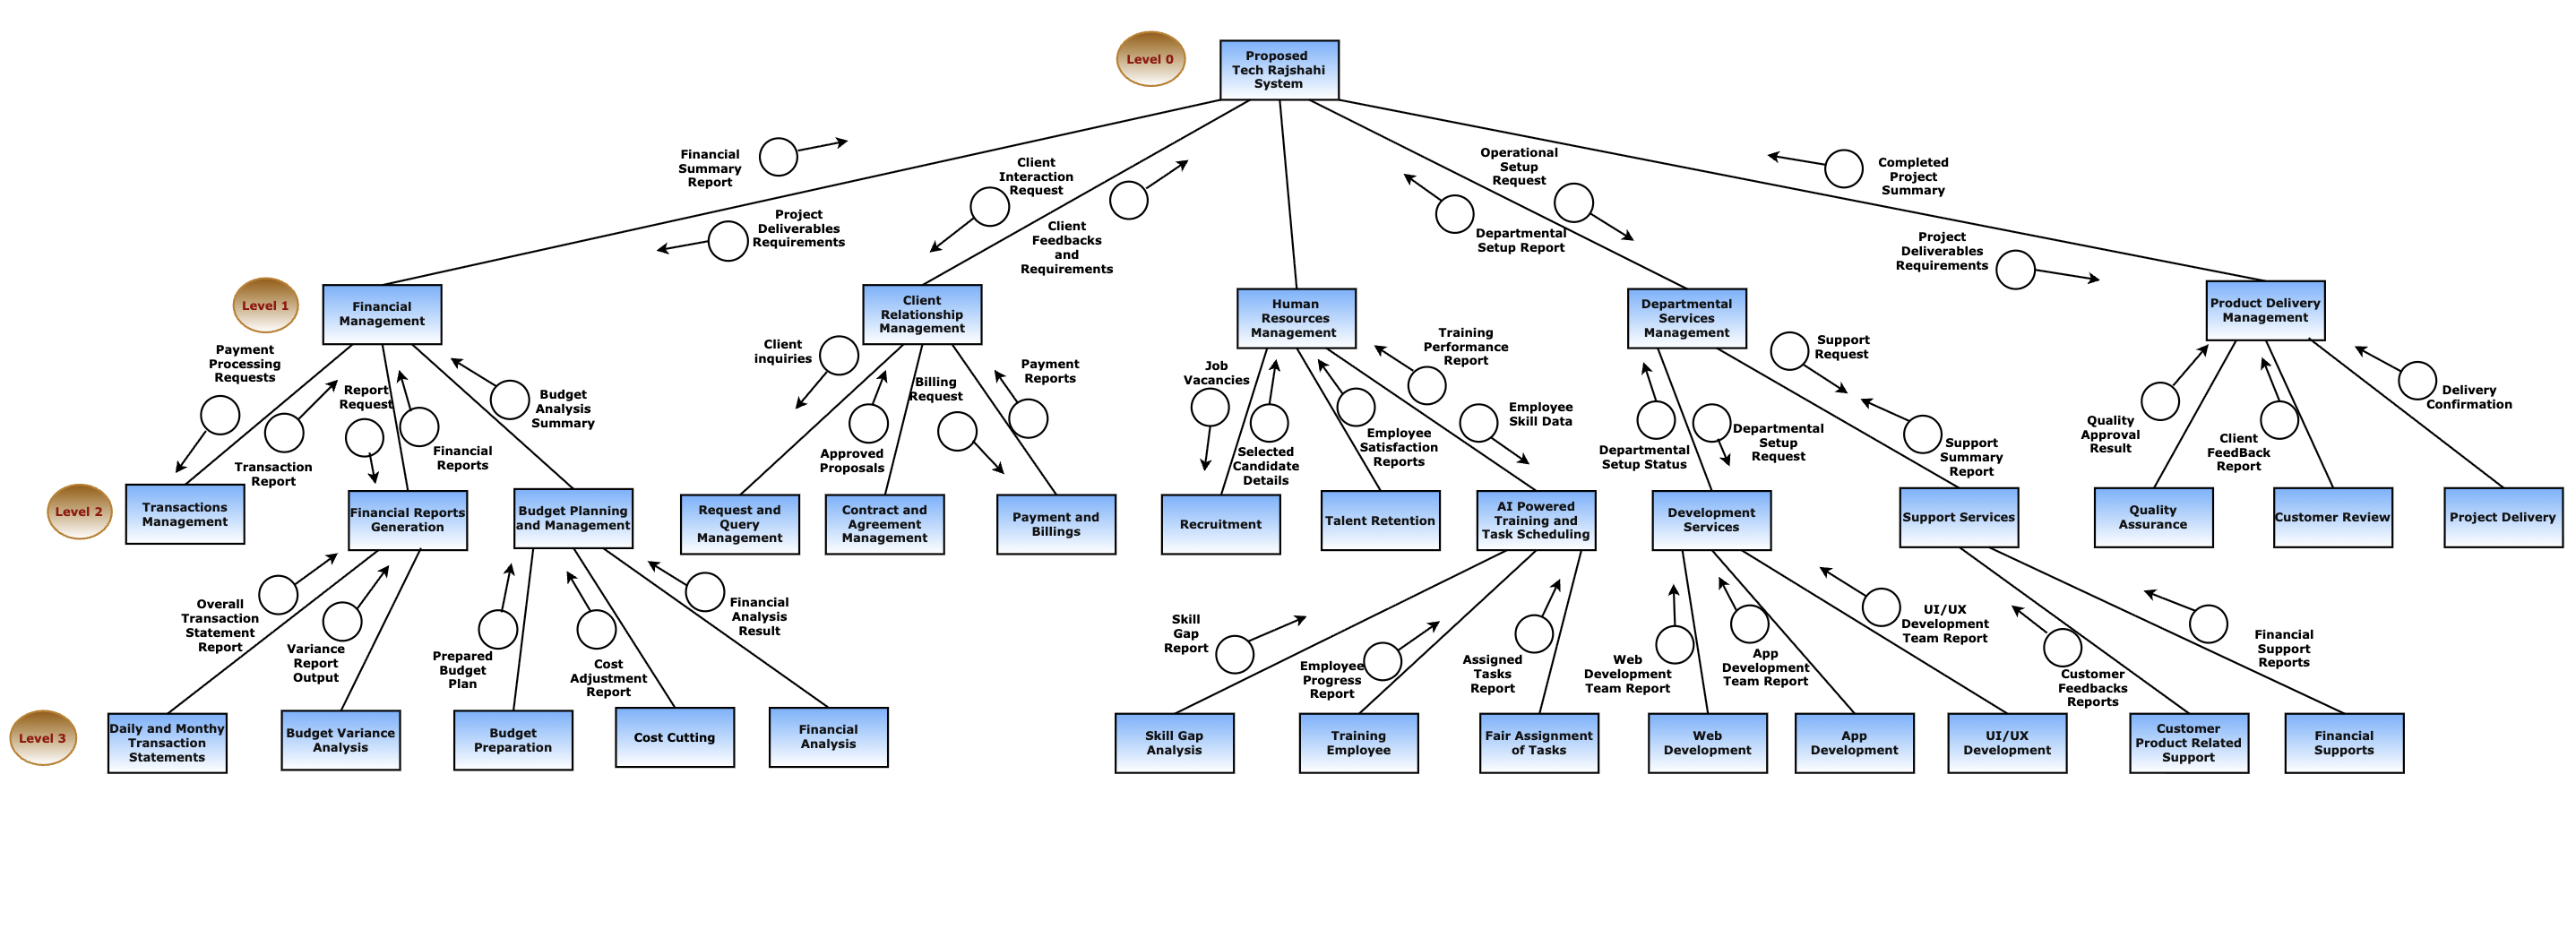 Level 0
Proposed
Tech Rajshahi
System
Financial
Summary
Report
Client
Interaction
Request
Operational
Setup
Request
Completed
Project
Summary
Project
Deliverables
Requirements
Client
Feedbacks
and
Requirements
Departmental
Setup Report
Project
Deliverables
Requirements
Level 1
Financial
Management
Client
Relationship
Management
Human
Resources
Management
Departmental
Services
Management
Product Delivery
Management
Payment
Processing
Requests
Transaction
Report
Report
Request
Financial
Reports
Budget
Analysis
Summary
Client
inquiries
Approved
Proposals
Billing
Request
Payment
Reports
Job
Vacancies
Selected
Candidate
Details
Employee
Satisfaction
Reports
Training
Performance
Report
Employee
Skill Data
Departmental
Setup Status
Departmental
Setup
Request
Support
Request
Support
Summary
Report
Quality
Approval
Result
Client
FeedBack
Report
Delivery
Confirmation
Level 2
Transactions
Management
Financial Reports
Generation
Budget Planning
and Management
Request and
Query
Management
Contract and
Agreement
Management
Payment and
Billings
Recruitment
Talent Retention
AI Powered
Training and
Task Scheduling
Development
Services
Support Services
Quality
Assurance
Customer Review
Project Delivery
Overall
Transaction
Statement
Report
Variance
Report
Output
Prepared
Budget
Plan
Cost
Adjustment
Report
Financial
Analysis
Result
Skill
Gap
Report
Employee
Progress
Report
Assigned
Tasks
Report
Web
Development
Team Report
App
Development
Team Report
UI/UX
Development
Team Report
Customer
Feedbacks
Reports
Financial
Support
Reports
Level 3
Daily and Monthy
Transaction
Statements
Budget Variance
Analysis
Budget
Preparation
Cost Cutting
Financial
Analysis
Skill Gap
Analysis
Training
Employee
Fair Assignment
of Tasks
Web
Development
App
Development
UI/UX
Development
Customer
Product Related
Support
Financial
Supports